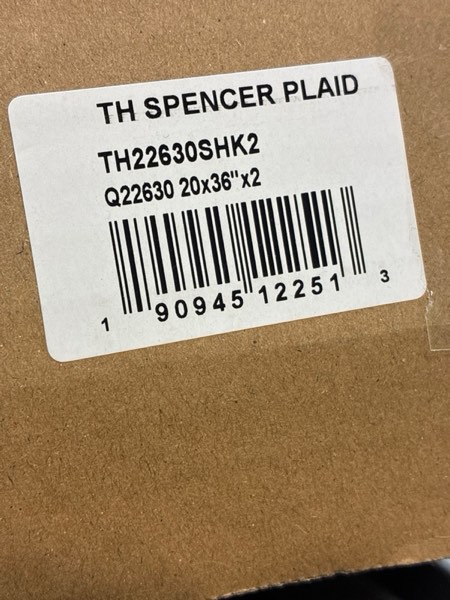 TH SPENCER PLAID
TH22630SHK2
Q22630 20x36"x2
1 90945 12251 3